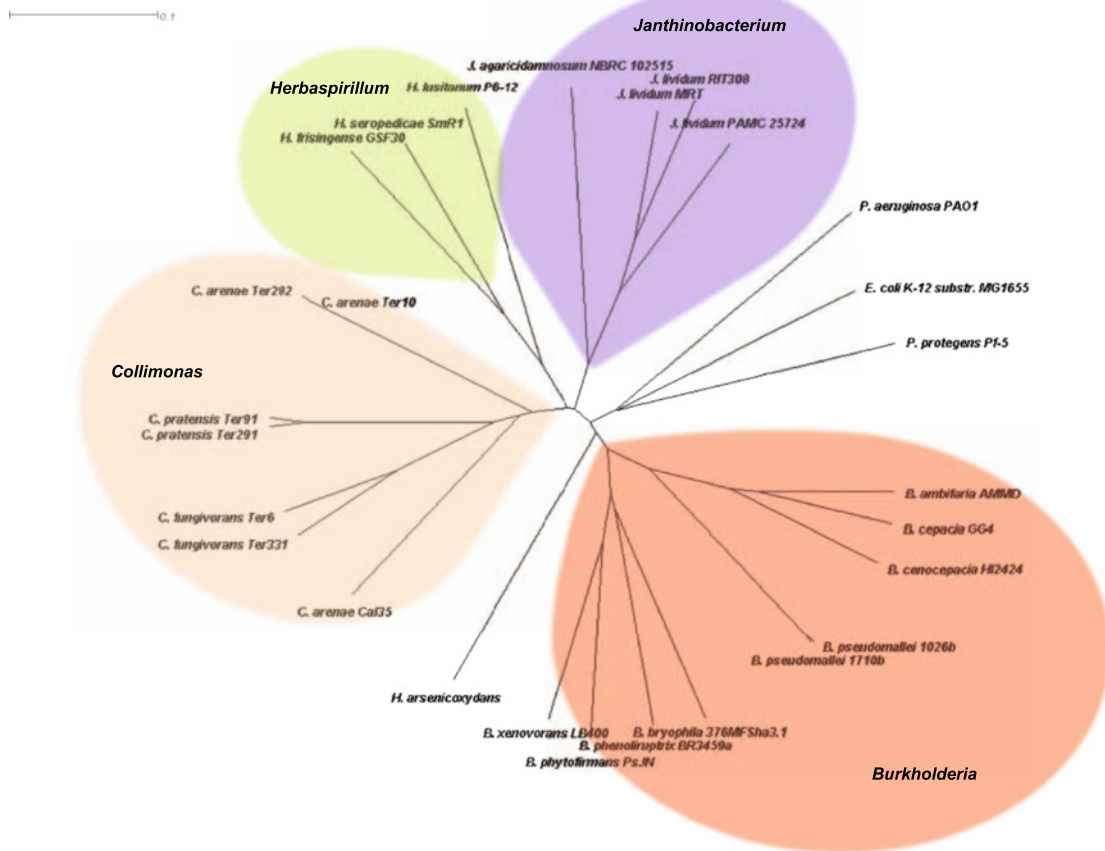 0.1
Janthinobacterium
J. agaricidamnosum NBRC 102515
J. lividum RIT308
Herbaspirillum
H. lusitanum P6-12
J. lividum MRT
H. seropedicae SmR1
J. lividum PAMC 25724
H. frisingense GSF30
P. aeruginosa PAO1
C. arenae Ter282
C. arenae Ter10
E. coli K-12 substr. MG1655
P. protegens Pf-5
Collimonas
C. pratensis Ter91
C. pratensis Ter291
B. ambifaria AMMD
C. fungivorans Ter6
B. cepacia GG4
C. fungivorans Ter331
B. cenocepacia HI2424
C. arenae Cal35
B. pseudomallei 1026b
B. pseudomallei 1710b
H. arsenicoxydans
B. xenovorans LB400
B. bryophila 376MFSha3.1
B. phenoliruptrix BR3459a
B. phytofirmans PsJN
Burkholderia